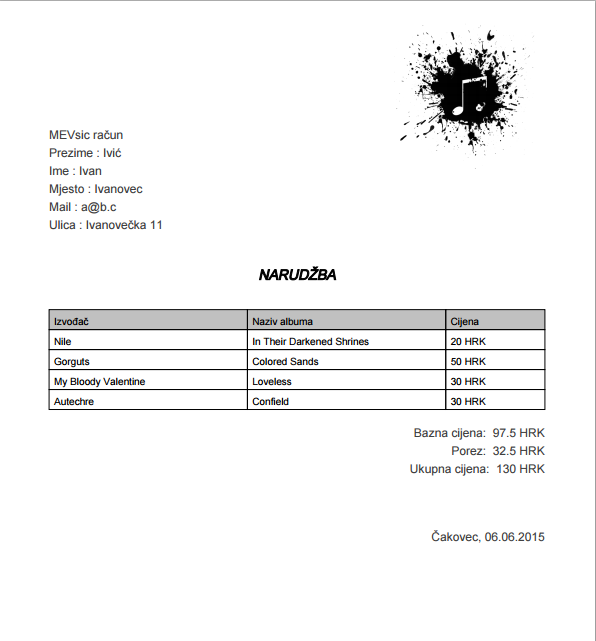 MEVsic račun
Prezime : Ivić
Ime : Ivan
Mjesto : Ivanovec
Mail : a@b.c
Ulica : Ivanovečka 11
NARUDŽBA
Izvođač Naziv albuma Cijena
Nile In Their Darkened Shrines 20 HRK
Gorguts Colored Sands 50 HRK
My Bloody Valentine Loveless 30 HRK
Autechre Confield 30 HRK
Bazna cijena: 97.5 HRK
Porez: 32.5 HRK
Ukupna cijena: 130 HRK
Čakovec, 06.06.2015